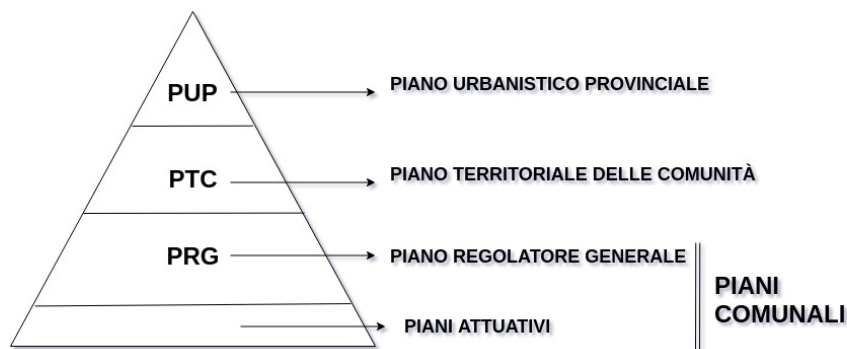 PUP
PIANO URBANISTICO PROVINCIALE
PTC
PIANO TERRITORIALE DELLE COMUNITÀ
PRG
PIANO REGOLATORE GENERALE
PIANI ATTUATIVI
PIANI
COMUNALI